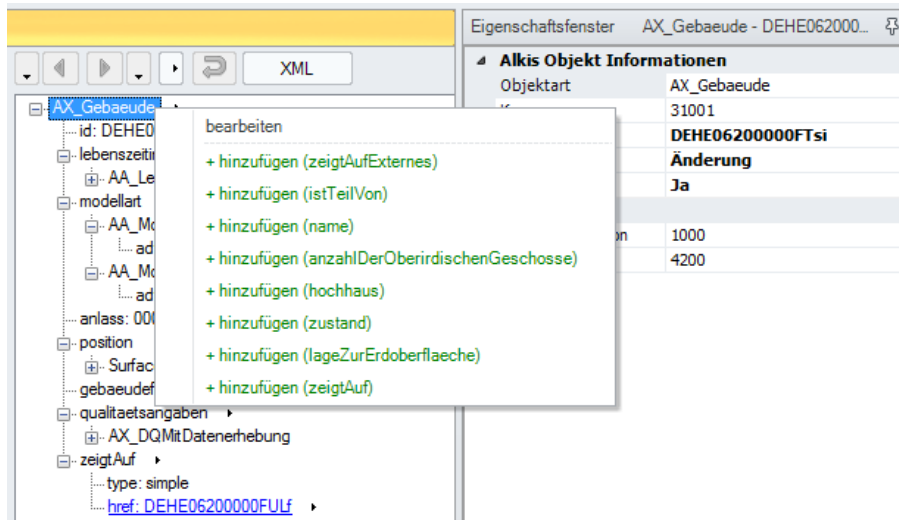 Eigenschaftsfenster AX_Gebaeude - DEHE062000...
XML
Alkis Objekt Informationen
Objektart AX_Gebaeude
31001
DEHE06200000FTsi
Änderung
Ja
1000
4200
AX_Gebaeude
id: DEHE0
lebenszeitin
AA_Le
modellart
AA_Mo
ad
AA_Mo
ad
anlass: 000
position
Surfac
gebaeudef
qualitaetsangaben
AX_DQMitDatenerhebung
zeigtAuf
type: simple
href: DEHE06200000FULf
bearbeiten
+ hinzufügen (zeigtAufExternes)
+ hinzufügen (istTeilVon)
+ hinzufügen (name)
+ hinzufügen (anzahlDerOberirdischenGeschosse)
+ hinzufügen (hochhaus)
+ hinzufügen (zustand)
+ hinzufügen (lageZurErdoberflaeche)
+ hinzufügen (zeigtAuf)